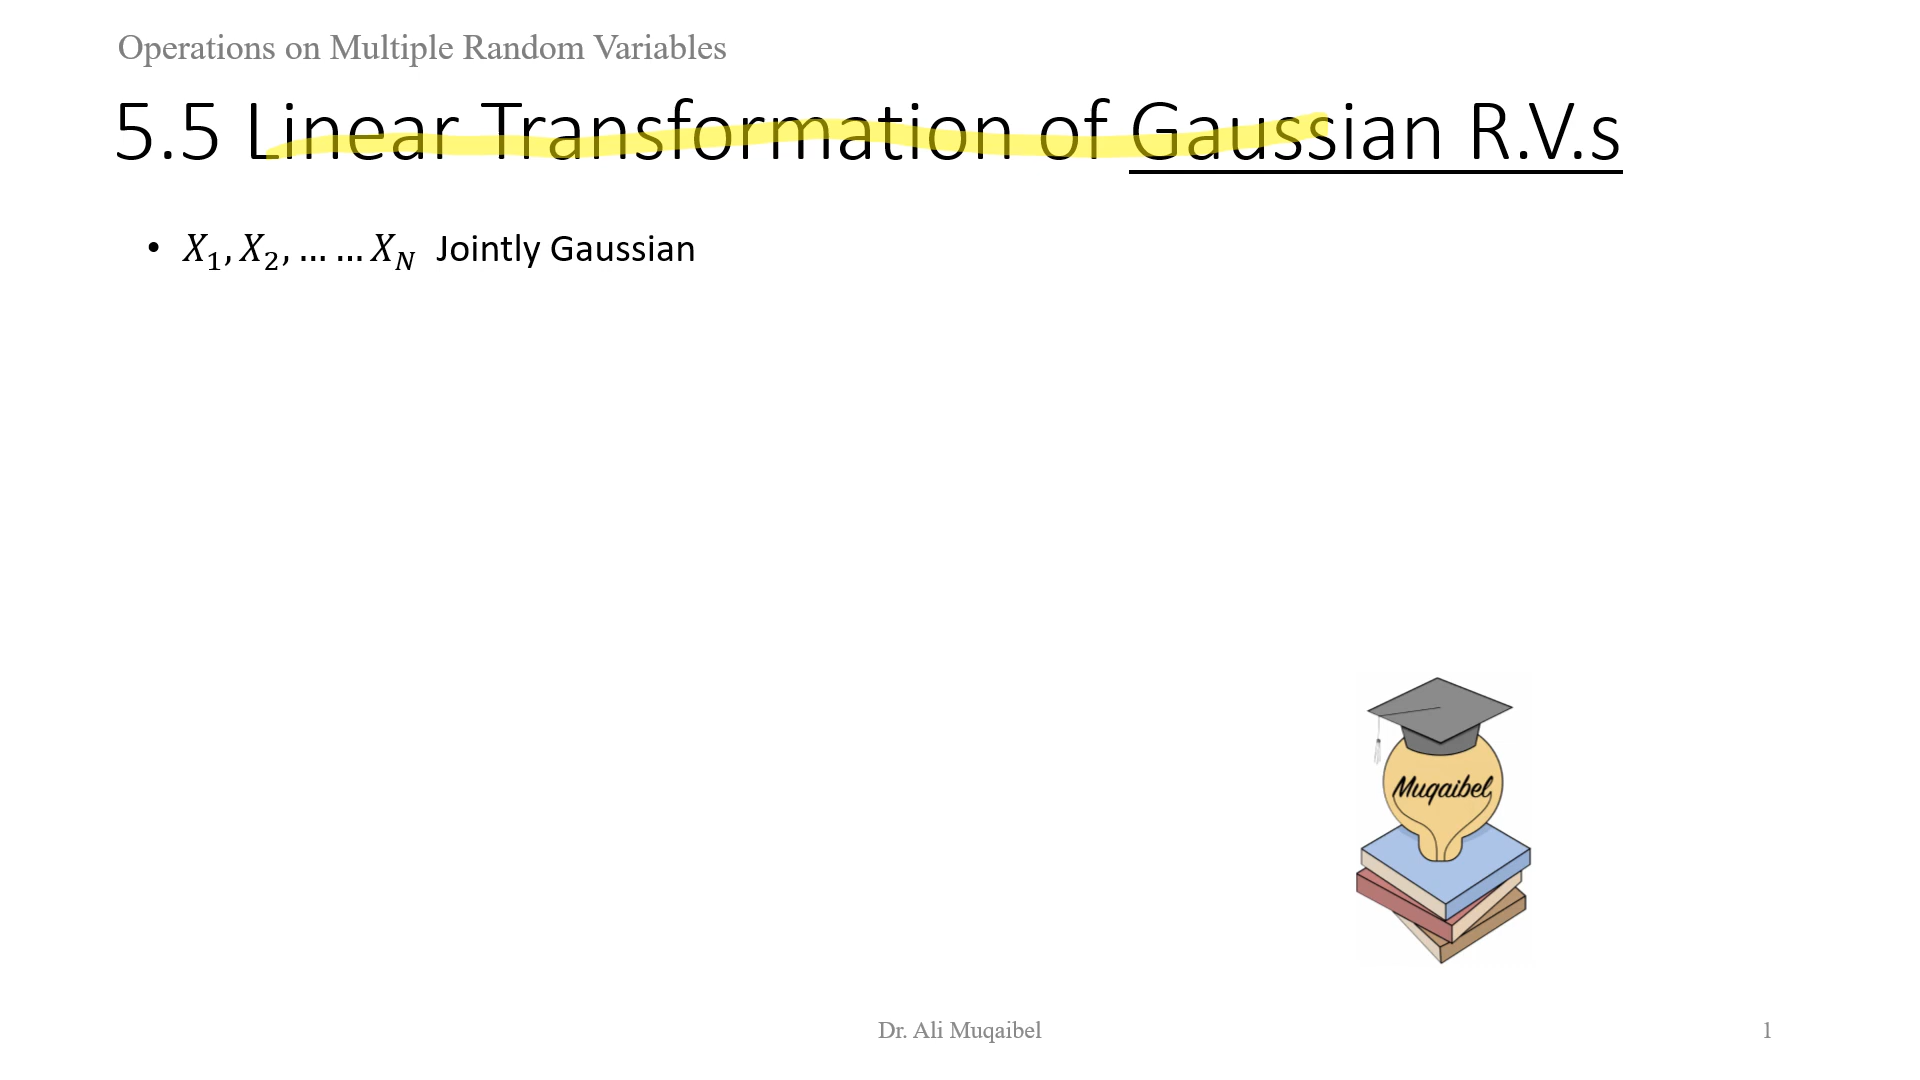 Operations on Multiple Random Variables
5.5 Linear Transformation of Gaussian R.V.s
• X₁, X₂, … … X_N Jointly Gaussian
Muqaibel
Dr. Ali Muqaibel
1